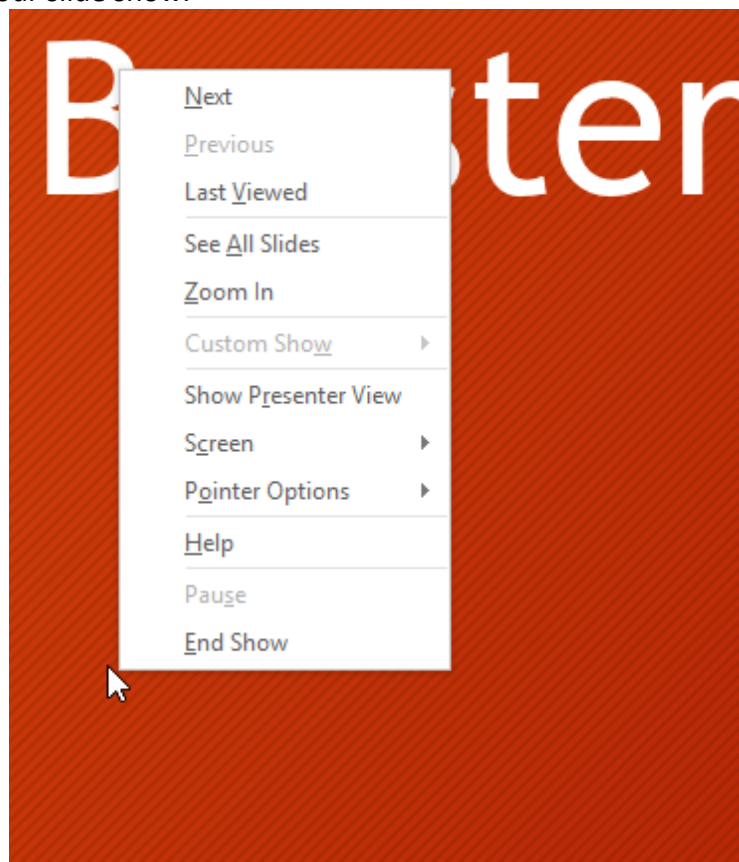 B ster
Next
Previous
Last Viewed
See All Slides
Zoom In
Custom Show
Show Presenter View
Screen
Pointer Options
Help
Pause
End Show